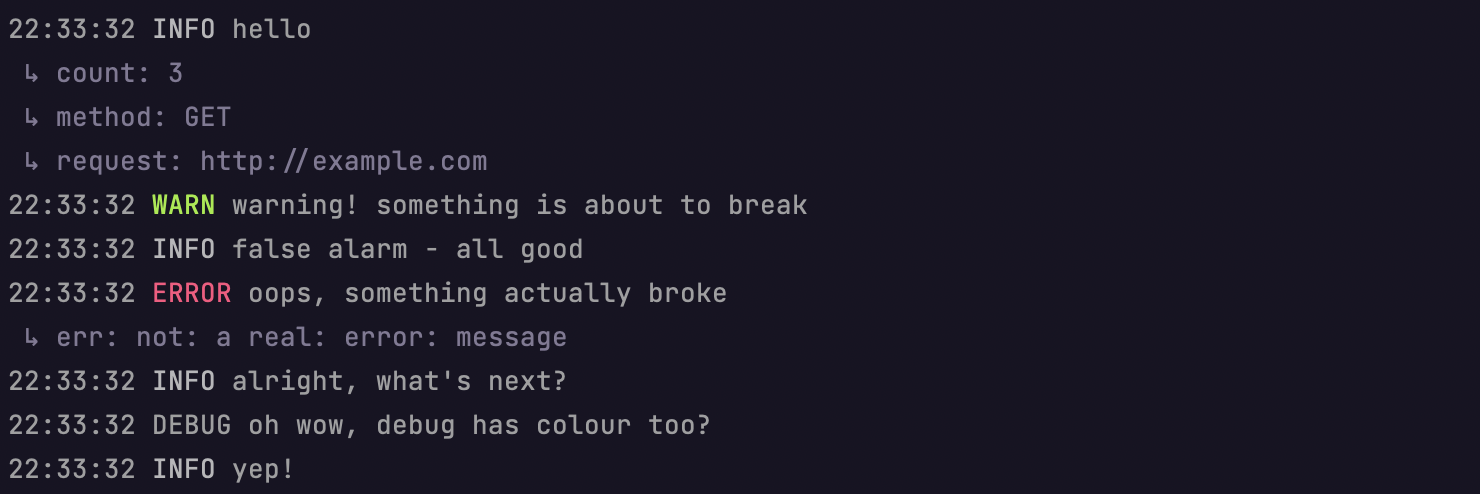 22:33:32 INFO hello
↳ count: 3
↳ method: GET
↳ request: http://example.com
22:33:32 WARN warning! something is about to break
22:33:32 INFO false alarm - all good
22:33:32 ERROR oops, something actually broke
↳ err: not: a real: error: message
22:33:32 INFO alright, what's next?
22:33:32 DEBUG oh wow, debug has colour too?
22:33:32 INFO yep!